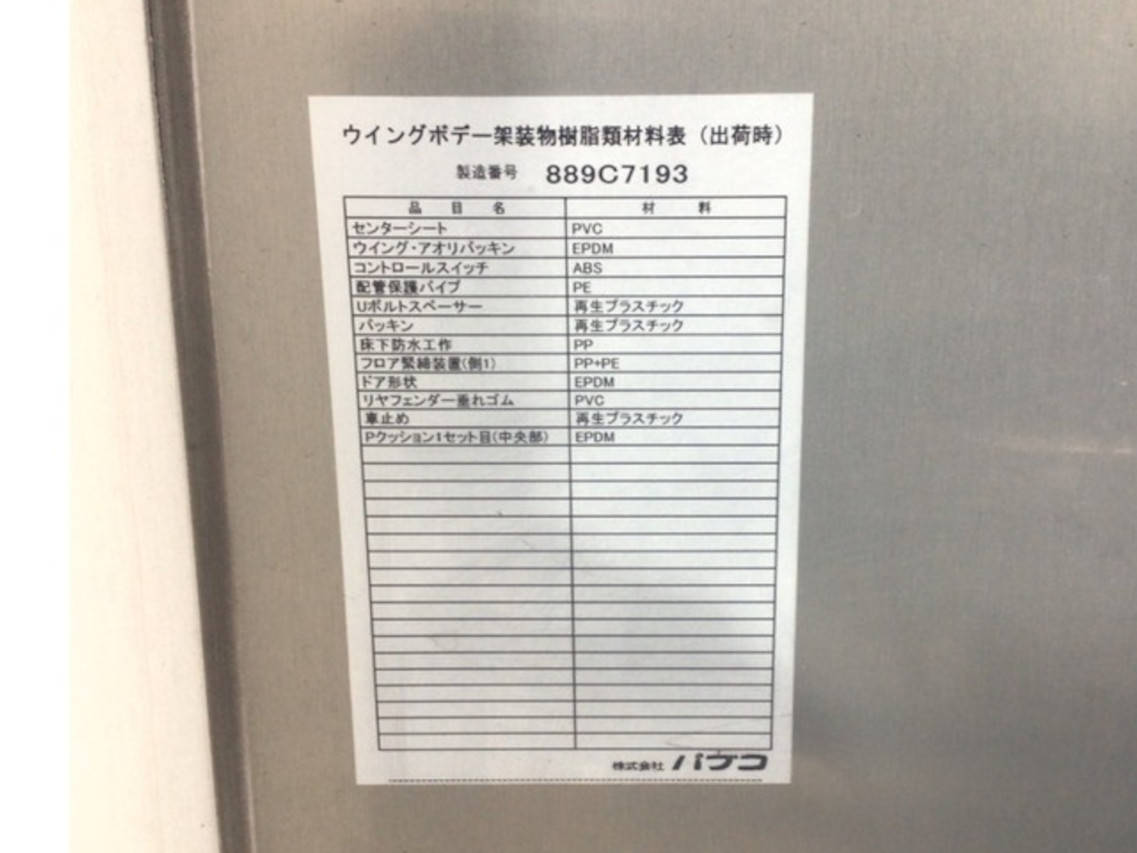 ウイングボデー架装物樹脂類材料表（出荷時）
製造番号 889C7193
品目名 材料
センターシート PVC
ウイング・アオリパッキン EPDM
コントロールスイッチ ABS
配管保護パイプ PE
Uボルトスペーサー 再生プラスチック
パッキン 再生プラスチック
床下防水工作 PP
フロア緊締装置(側1) PP+PE
ドア形状 EPDM
リヤフェンダー垂れゴム PVC
車止め 再生プラスチック
Pクッション1セット目(中央部) EPDM
株式会社 パブコ